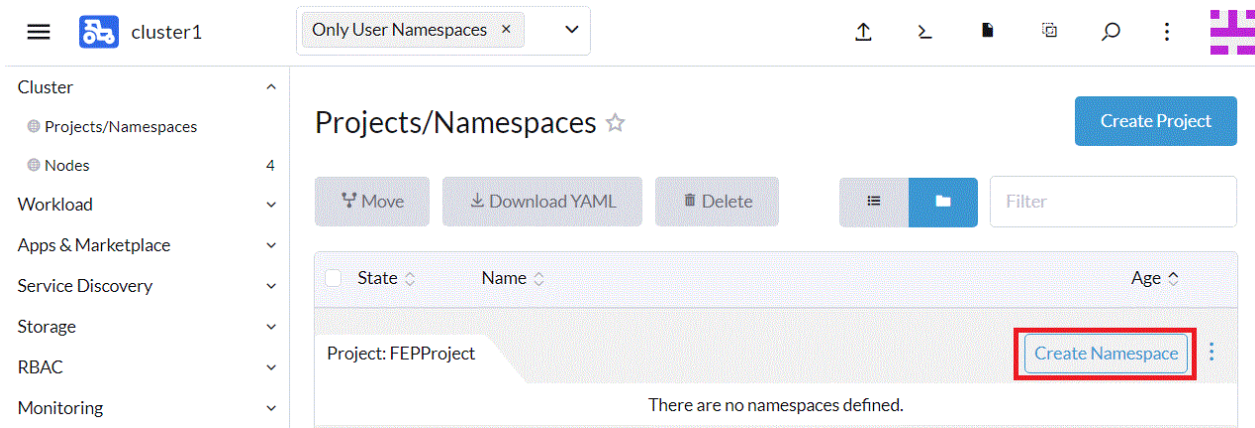 cluster1
Only User Namespaces ×
Cluster
Projects/Namespaces
Nodes 4
Workload
Apps & Marketplace
Service Discovery
Storage
RBAC
Monitoring
Projects/Namespaces
Create Project
Move
Download YAML
Delete
Filter
State Name Age
Project: FEPProject
Create Namespace
There are no namespaces defined.